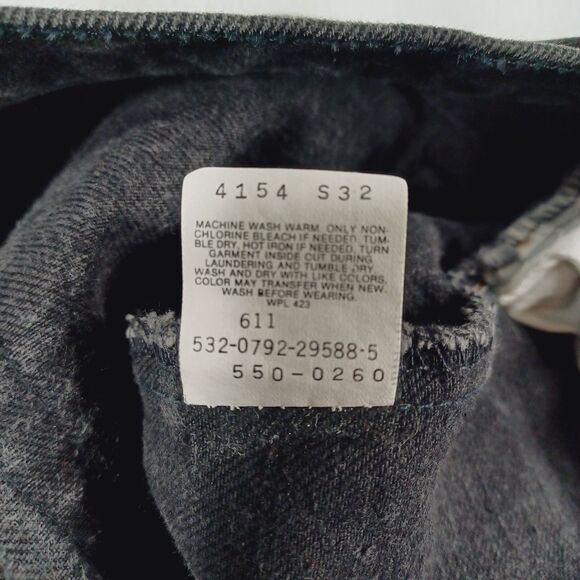 4154 S32
MACHINE WASH WARM, ONLY NON-
CHLORINE BLEACH IF NEEDED, TUM-
BLE DRY, HOT IRON IF NEEDED. TURN
GARMENT INSIDE OUT DURING
LAUNDERING AND TUMBLE DRY
WASH AND DRY WITH LIKE COLORS.
COLOR MAY TRANSFER WHEN NEW.
WASH BEFORE WEARING.
WPL 423
611
532-0792-29588-5
550-0260